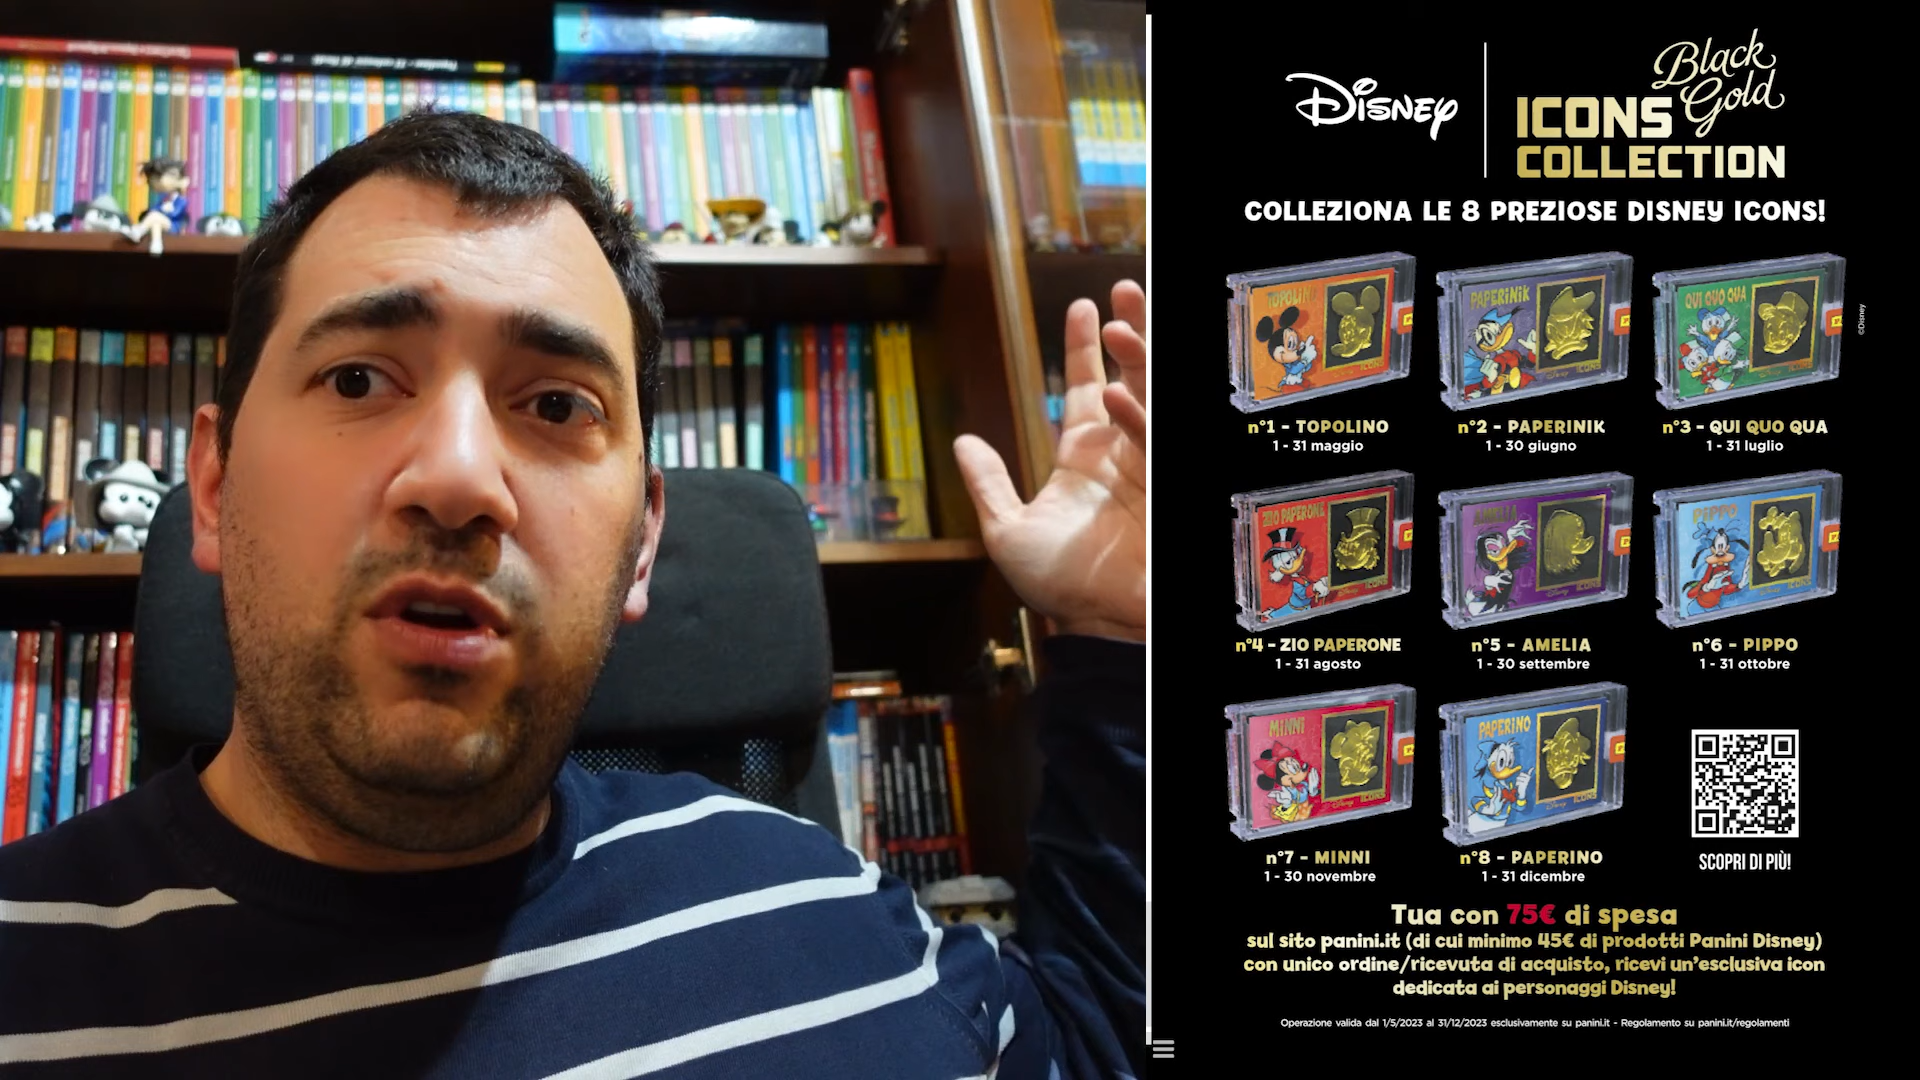 Disney
Black
Gold
ICONS
COLLECTION
COLLEZIONA LE 8 PREZIOSE DISNEY ICONS!
TOPOLINO
PAPERINIK
QUI QUO QUA
©Disney
n°1 - TOPOLINO
1 - 31 maggio
n°2 - PAPERINIK
1 - 30 giugno
n°3 - QUI QUO QUA
1 - 31 luglio
ZIO PAPERONE
AMELIA
PIPPO
n°4 - ZIO PAPERONE
1 - 31 agosto
n°5 - AMELIA
1 - 30 settembre
n°6 - PIPPO
1 - 31 ottobre
MINNI
PAPERINO
n°7 - MINNI
1 - 30 novembre
n°8 - PAPERINO
1 - 31 dicembre
SCOPRI DI PIÙ!
Tua con 75€ di spesa
sul sito panini.it (di cui minimo 45€ di prodotti Panini Disney)
con unico ordine/ricevuta di acquisto, ricevi un'esclusiva icon
dedicata ai personaggi Disney!
Operazione valida dal 1/5/2023 al 31/12/2023 esclusivamente su panini.it - Regolamento su panini.it/regolamenti